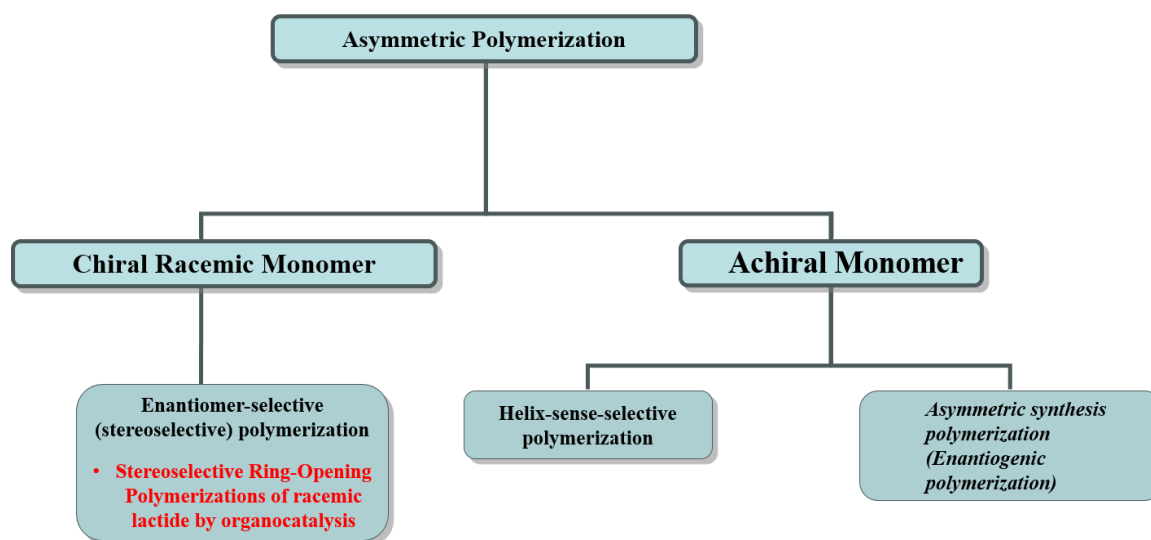 Asymmetric Polymerization
Chiral Racemic Monomer
Achiral Monomer
Enantiomer-selective
(stereoselective) polymerization
• Stereoselective Ring-Opening
Polymerizations of racemic
lactide by organocatalysis
Helix-sense-selective
polymerization
Asymmetric synthesis
polymerization
(Enantiogenic
polymerization)